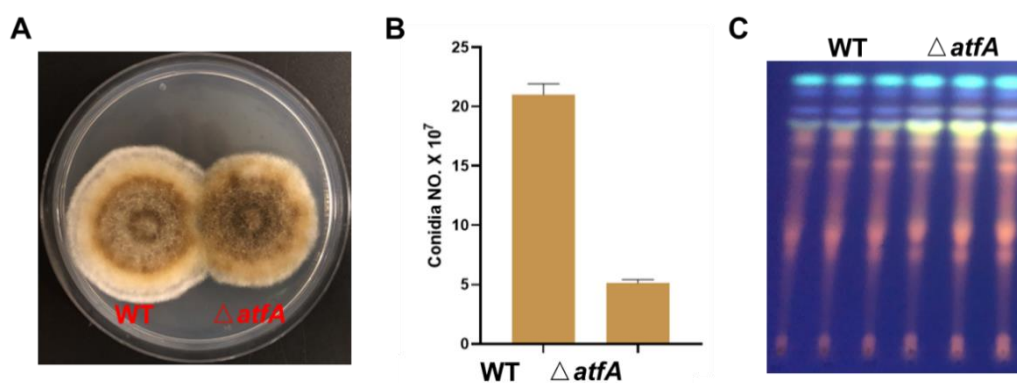 A
WT △ atfA
B
Conidia NO. X 10⁷
25
20
15
10
5
0
WT △ atfA
C
WT △ atfA